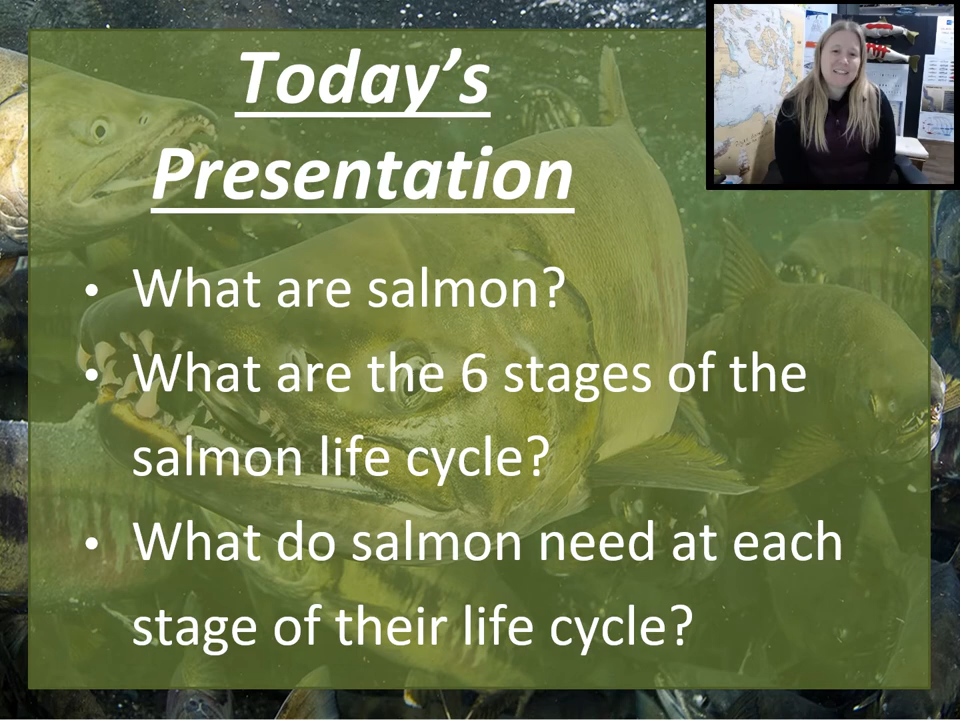 Today’s
Presentation
• What are salmon?
• What are the 6 stages of the
salmon life cycle?
• What do salmon need at each
stage of their life cycle?